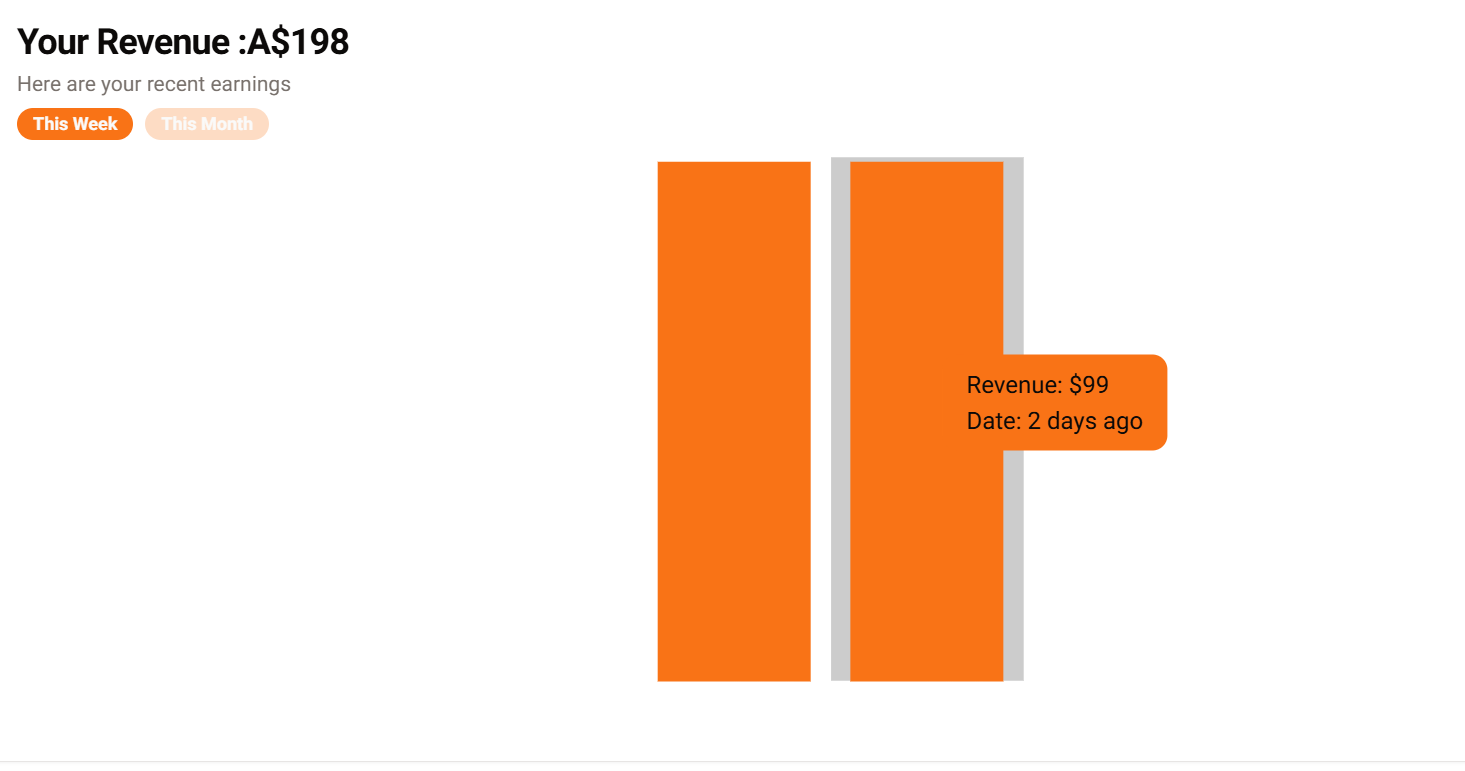 Your Revenue :A$198
Here are your recent earnings
This Week
This Month
Revenue: $99
Date: 2 days ago